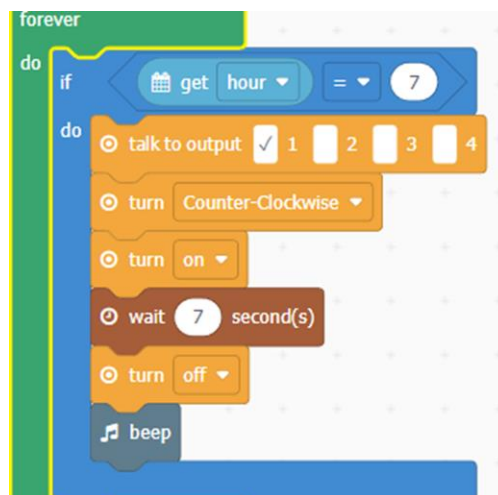 forever
do
if get hour = 7
do
talk to output ✓ 1 2 3 4
turn Counter-Clockwise
turn on
wait 7 second(s)
turn off
beep